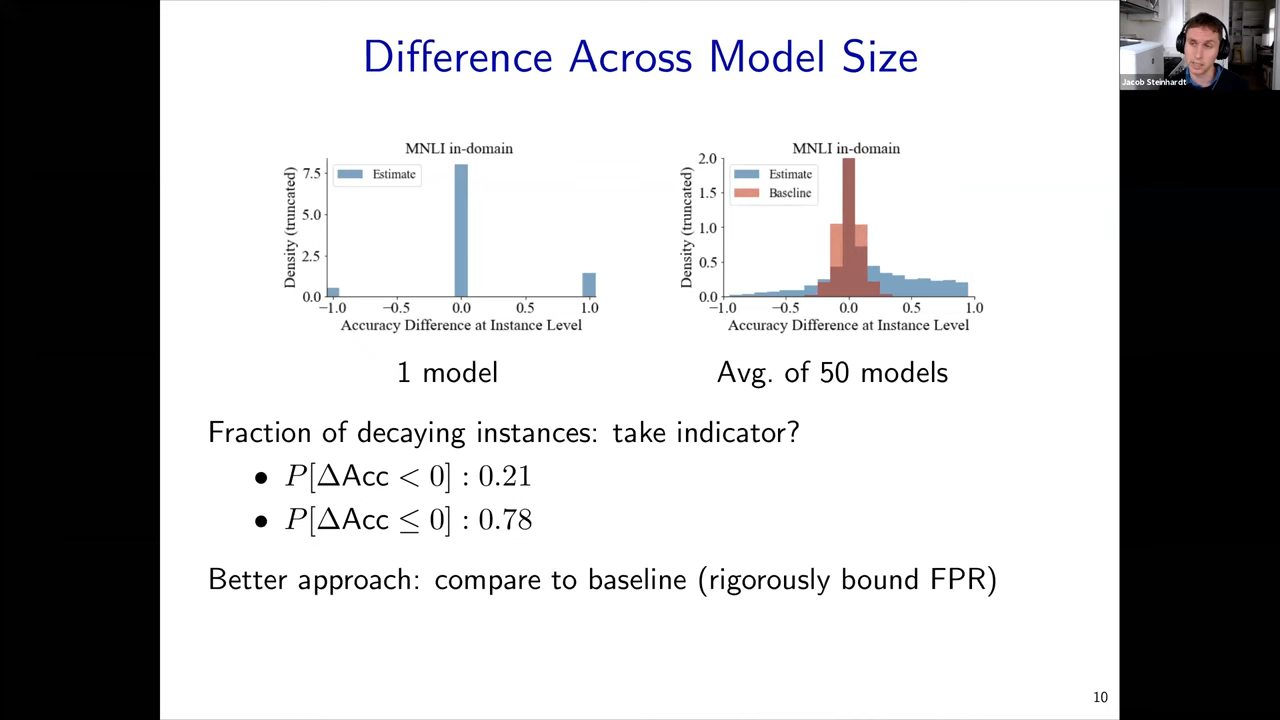 Difference Across Model Size
Jacob Steinhardt
MNLI in-domain
Density (truncated)
7.5
5.0
2.5
0.0
Estimate
−1.0 −0.5 0.0 0.5 1.0
Accuracy Difference at Instance Level
1 model
MNLI in-domain
Density (truncated)
2.0
1.5
1.0
0.5
0.0
Estimate
Baseline
−1.0 −0.5 0.0 0.5 1.0
Accuracy Difference at Instance Level
Avg. of 50 models
Fraction of decaying instances: take indicator?
• P[ΔAcc < 0] : 0.21
• P[ΔAcc ≤ 0] : 0.78
Better approach: compare to baseline (rigorously bound FPR)
10